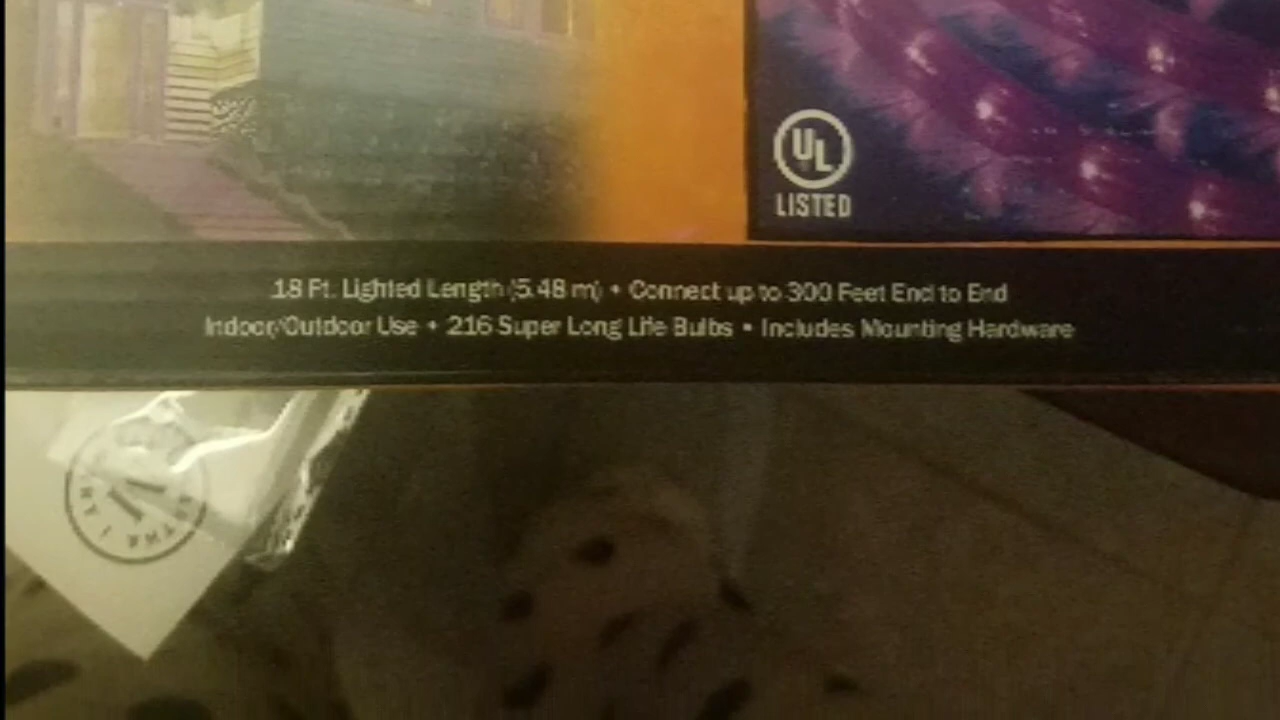 UL
LISTED
18 Ft. Lighted Length (5.48 m) • Connect up to 300 Feet End to End
Indoor/Outdoor Use • 216 Super Long Life Bulbs • Includes Mounting Hardware